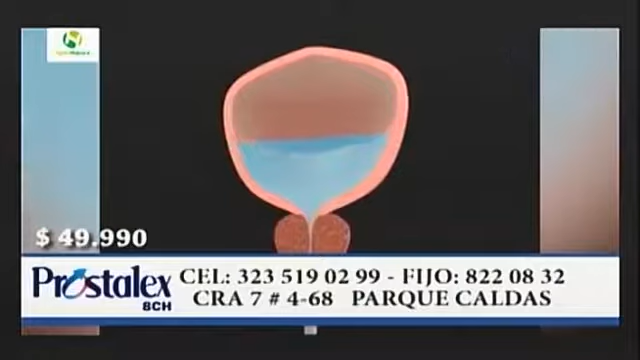 $ 49.990
Prostalex
8CH
CEL: 323 519 02 99 - FIJO: 822 08 32
CRA 7 # 4-68 PARQUE CALDAS